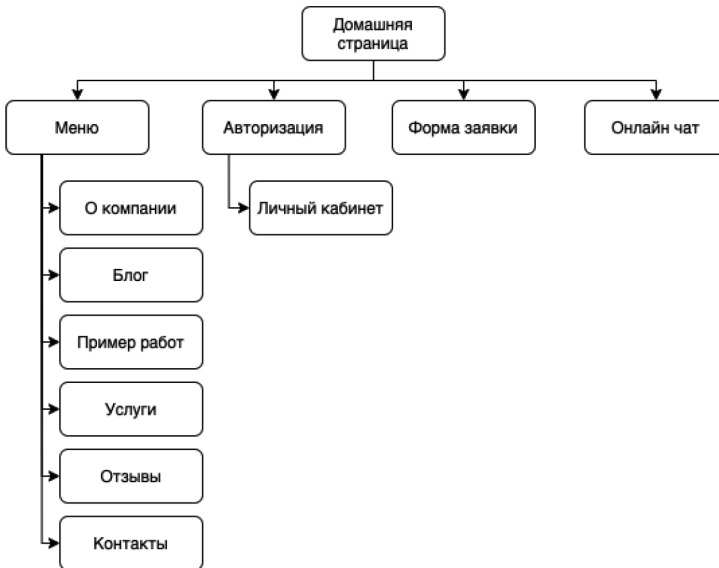 Домашняя
страница
Меню
Авторизация
Форма заявки
Онлайн чат
О компании
Личный кабинет
Блог
Пример работ
Услуги
Отзывы
Контакты